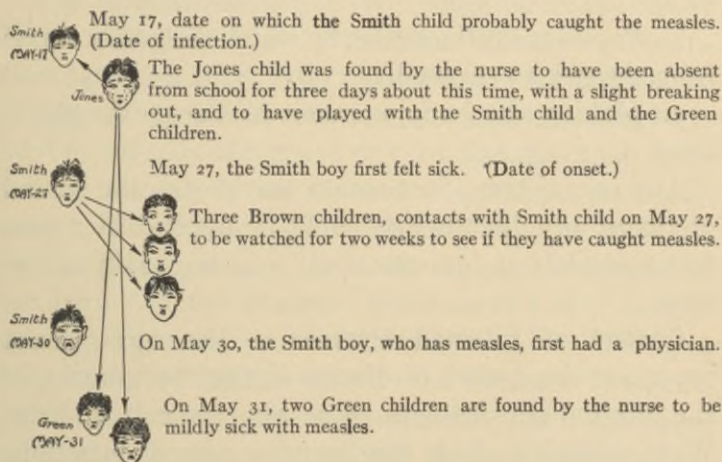 Smith
MAY-17
May 17, date on which the Smith child probably caught the measles.
(Date of infection.)
Jones
The Jones child was found by the nurse to have been absent
from school for three days about this time, with a slight breaking
out, and to have played with the Smith child and the Green
children.
Smith
MAY-27
May 27, the Smith boy first felt sick. (Date of onset.)
Three Brown children, contacts with Smith child on May 27,
to be watched for two weeks to see if they have caught measles.
Smith
MAY-30
On May 30, the Smith boy, who has measles, first had a physician.
Green
MAY-31
On May 31, two Green children are found by the nurse to be
mildly sick with measles.